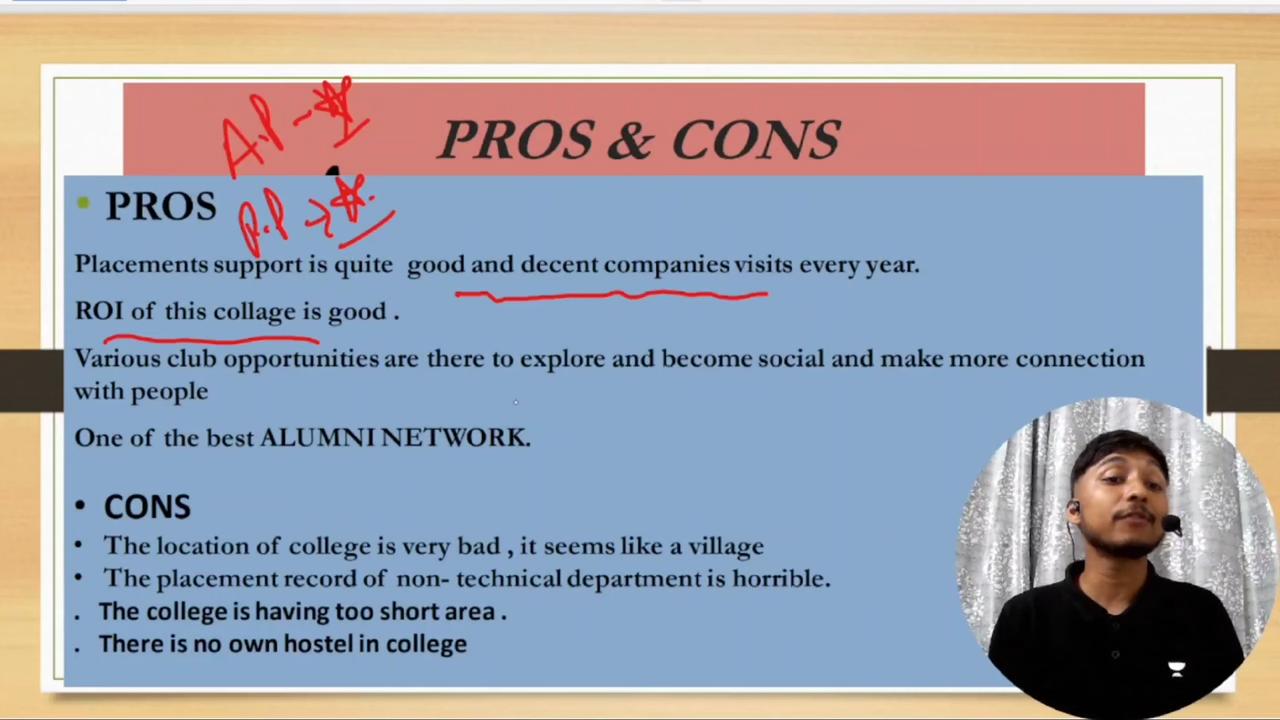 PROS & CONS
A.P → 
P.P →
• PROS
Placements support is quite good and decent companies visits every year.
ROI of this collage is good .
Various club opportunities are there to explore and become social and make more connection
with people
One of the best ALUMNI NETWORK.
• CONS
• The location of college is very bad , it seems like a village
• The placement record of non- technical department is horrible.
. The college is having too short area .
. There is no own hostel in college